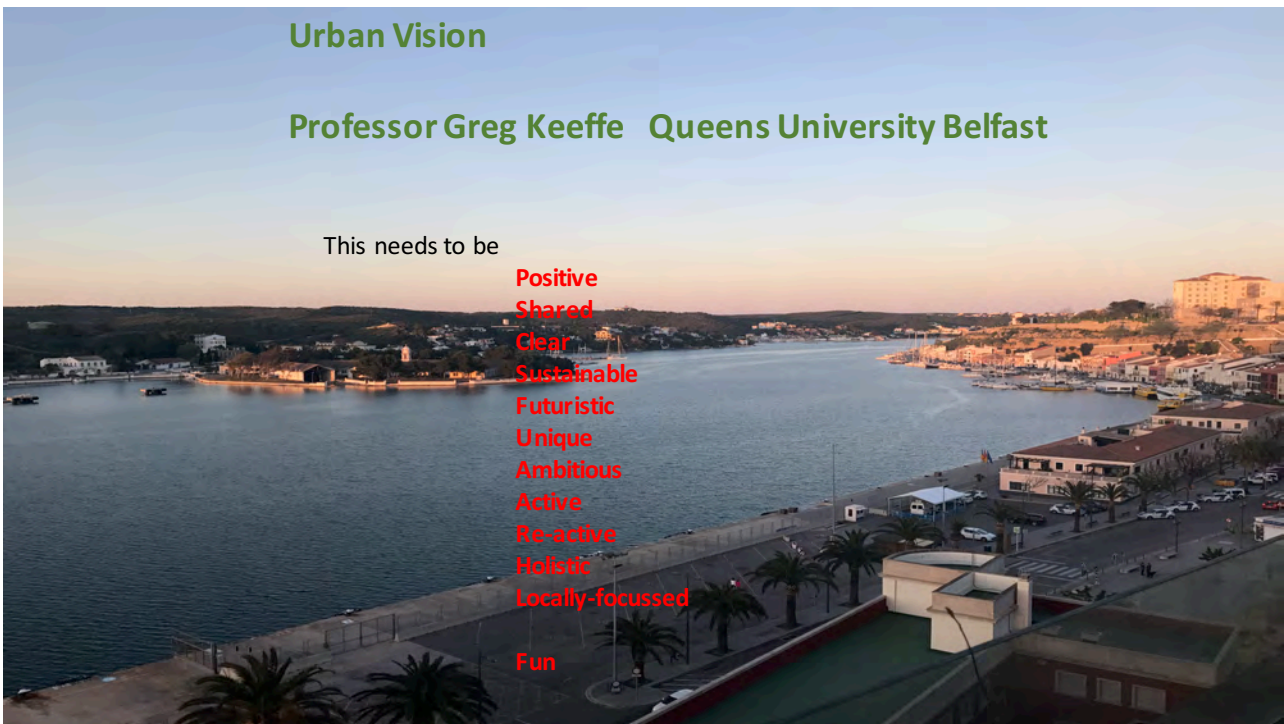 Urban Vision
Professor Greg Keeffe Queens University Belfast
This needs to be
Positive
Shared
Clear
Sustainable
Futuristic
Unique
Ambitious
Active
Re-active
Holistic
Locally-focussed
Fun